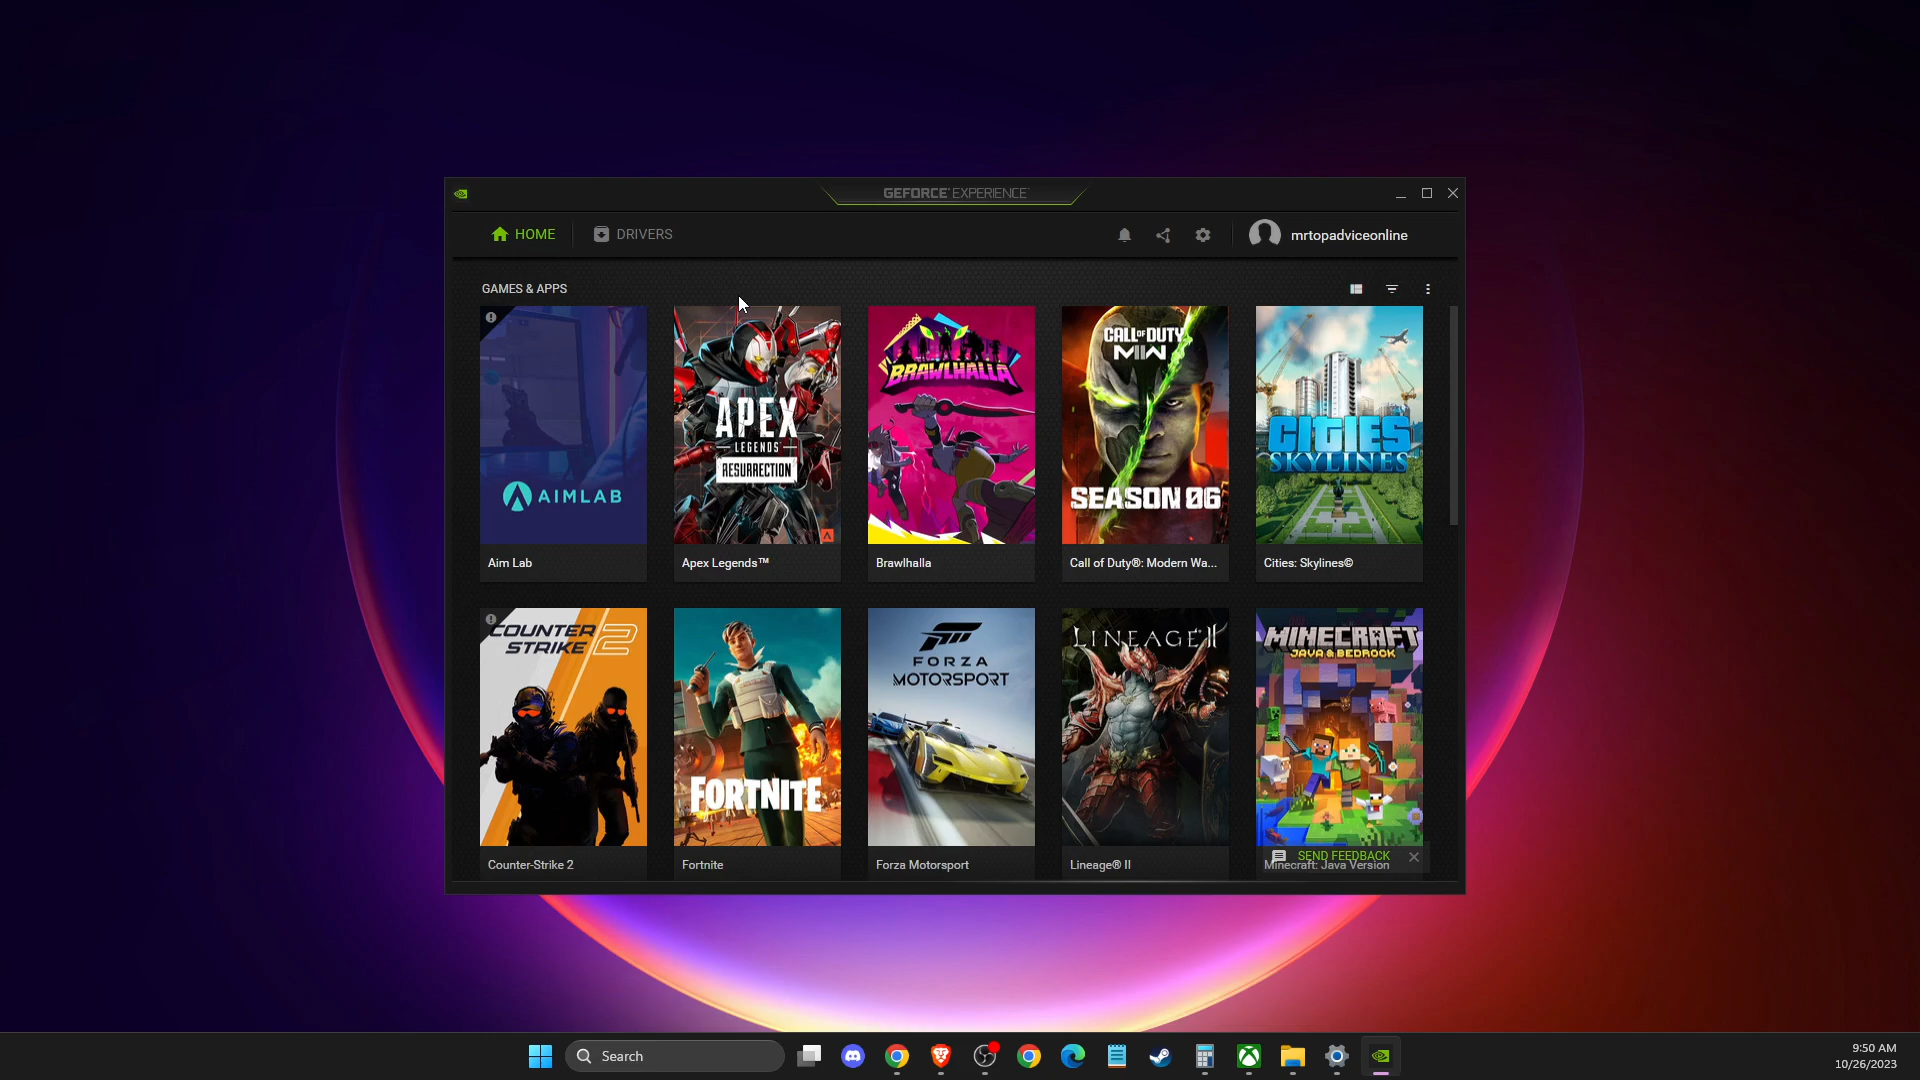 GEFORCE EXPERIENCE
HOME
DRIVERS
mrtopadviceonline
GAMES & APPS
AIMLAB
APEX
LEGENDS
RESURRECTION
BRAWLHALLA
CALL OF DUTY
MWII
SEASON 06
CITIES
SKYLINES
Aim Lab
Apex Legends™
Brawlhalla
Call of Duty®: Modern Wa...
Cities: Skylines©
COUNTER
STRIKE 2
FORTNITE
FORZA
MOTORSPORT
LINEAGE II
MINECRAFT
JAVA & BEDROCK
SEND FEEDBACK
Counter-Strike 2
Fortnite
Forza Motorsport
Lineage® II
Minecraft: Java Version
Search
9:50 AM
10/26/2023